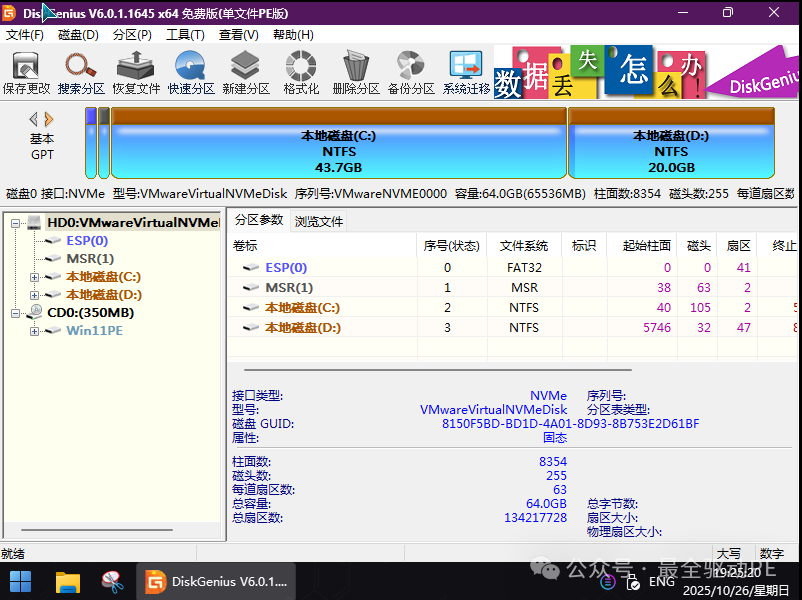 DiskGenius V6.0.1.1645 x64 免费版(单文件PE版)
文件(F) 磁盘(D) 分区(P) 工具(T) 查看(V) 帮助(H)
保存更改 搜索分区 恢复文件 快速分区 新建分区 格式化 删除分区 备份分区 系统迁移
数据丢失怎么办
DiskGeniu
基本
GPT
本地磁盘(C:)
NTFS
43.7GB
本地磁盘(D:)
NTFS
20.0GB
磁盘0 接口:NVMe 型号:VMwareVirtualNVMeDisk 序列号:VMwareNVME0000 容量:64.0GB(65536MB) 柱面数:8354 磁头数:255 每道扇区数
HD0:VMwareVirtualNVMe
ESP(0)
MSR(1)
本地磁盘(C:)
本地磁盘(D:)
CD0:(350MB)
Win11PE
分区参数 浏览文件
卷标 序号(状态) 文件系统 标识 起始柱面 磁头 扇区 终止
ESP(0) 0 FAT32 0 0 41
MSR(1) 1 MSR 38 63 2
本地磁盘(C:) 2 NTFS 40 105 2 5
本地磁盘(D:) 3 NTFS 5746 32 47 8
接口类型: NVMe 序列号:
型号: VMwareVirtualNVMeDisk 分区表类型:
磁盘 GUID: 8150F5BD-BD1D-4A01-8D93-8B753E2D61BF
属性: 固态
柱面数: 8354
磁头数: 255
每道扇区数: 63
总容量: 64.0GB 总字节数:
总扇区数: 134217728 扇区大小:
物理扇区大小:
就绪 大写 数字
DiskGenius V6.0.1....
公众号 · 最全驱动PE
ENG
19:25:20
2025/10/26/星期日